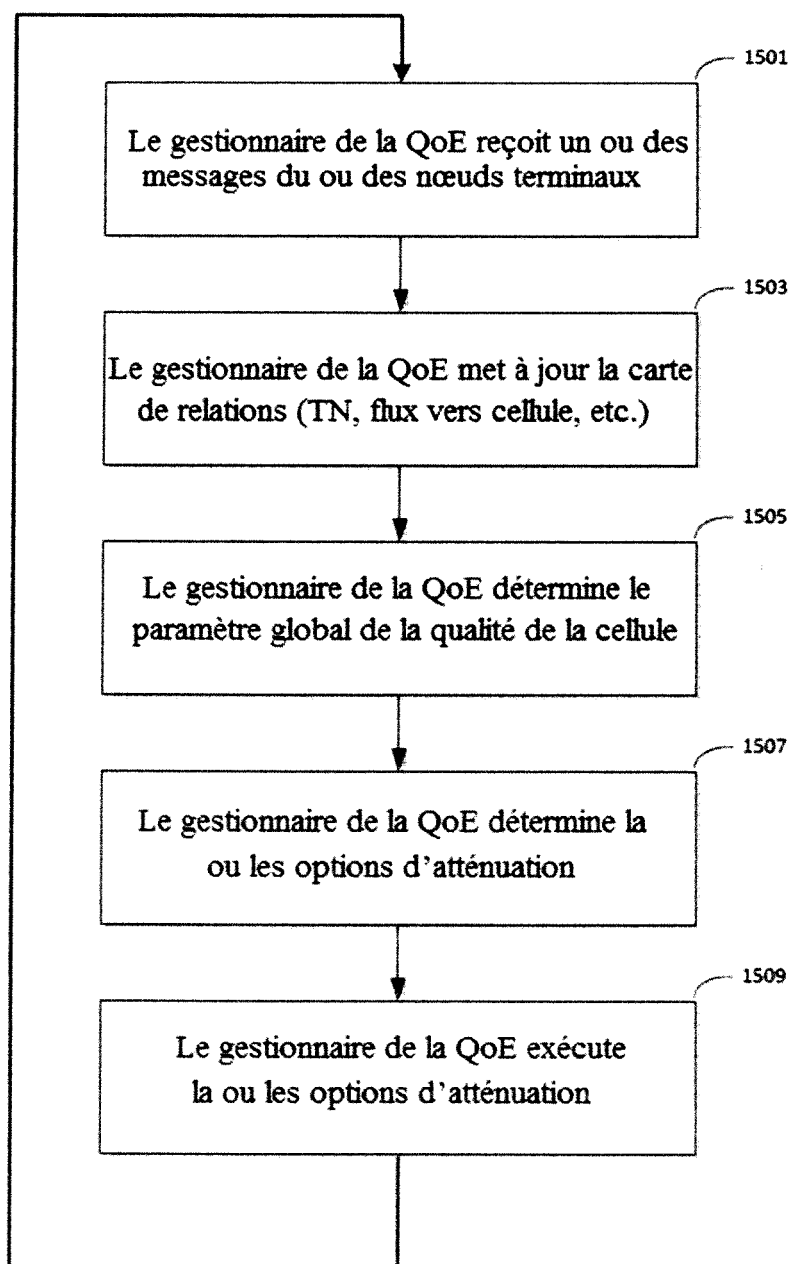 1501
Le gestionnaire de la QoE reçoit un ou des
messages du ou des nœuds terminaux
1503
Le gestionnaire de la QoE met à jour la carte
de relations (TN, flux vers cellule, etc.)
1505
Le gestionnaire de la QoE détermine le
paramètre global de la qualité de la cellule
1507
Le gestionnaire de la QoE détermine la
ou les options d'atténuation
1509
Le gestionnaire de la QoE exécute
la ou les options d'atténuation